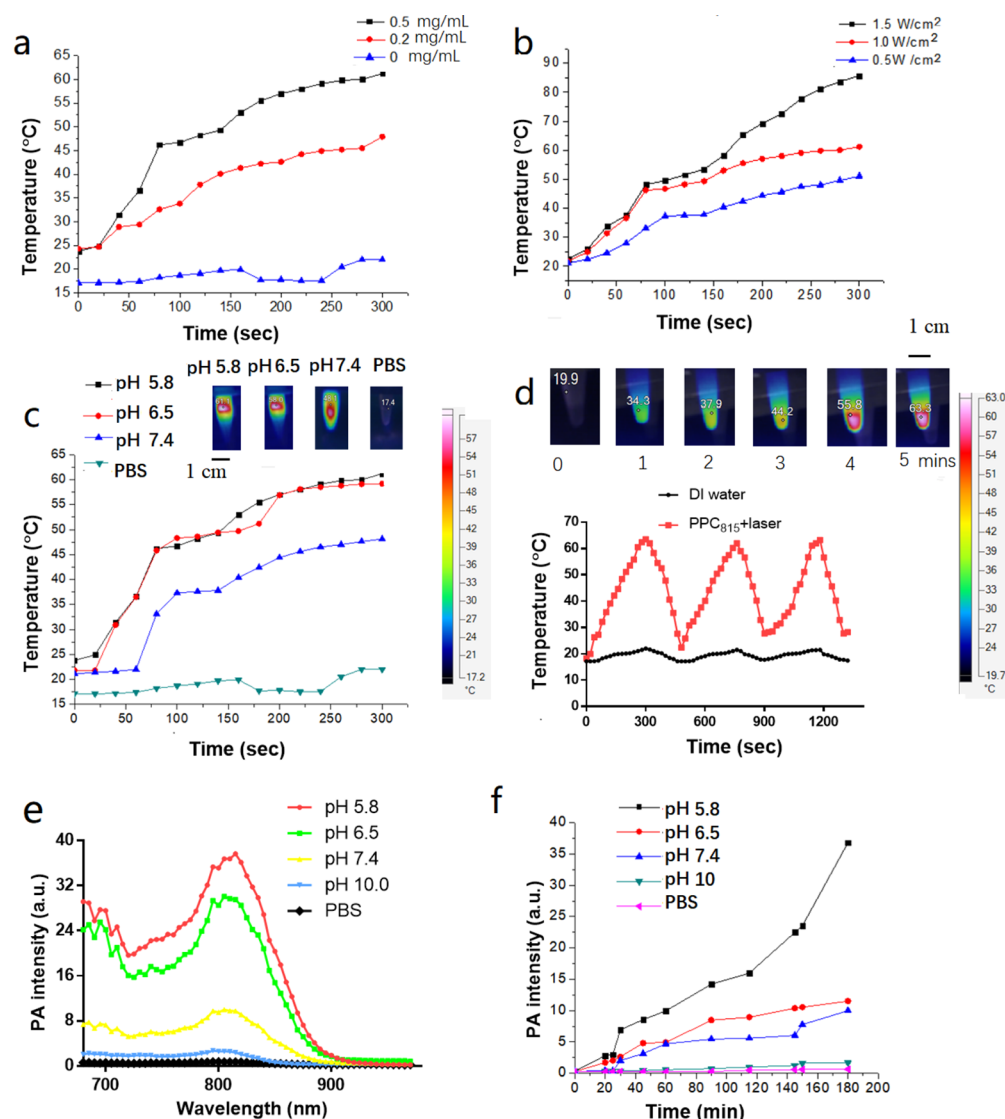 a
0.5 mg/mL
0.2 mg/mL
0 mg/mL
65
60
55
50
45
40
35
30
25
20
15
0 50 100 150 200 250 300
Temperature (°C)
Time (sec)
b
1.5 W/cm²
1.0 W/cm²
0.5W /cm²
90
80
70
60
50
40
30
20
0 50 100 150 200 250 300
Temperature (°C)
Time (sec)
c
pH 5.8
pH 6.5
pH 7.4
PBS
pH 5.8 pH 6.5 pH 7.4 PBS
17.4
1 cm
65
60
55
50
45
40
35
30
25
20
15
0 50 100 150 200 250 300
Temperature (°C)
Time (sec)
57
54
51
48
45
42
39
36
33
30
27
24
21
17.2
°C
d
1 cm
19.9 34.3 37.9 44.2 55.8 63.3
0 1 2 3 4 5 mins
DI water
PPC₈₁₅+laser
70
60
50
40
30
20
10
0
0 300 600 900 1200
Temperature (°C)
Time (sec)
63.0
60
57
54
51
48
45
42
39
36
33
30
27
24
19.7
°C
e
pH 5.8
pH 6.5
pH 7.4
pH 10.0
PBS
40
32
24
16
8
0
700 800 900
PA intensity (a.u.)
Wavelength (nm)
f
pH 5.8
pH 6.5
pH 7.4
pH 10
PBS
40
35
30
25
20
15
10
5
0
0 20 40 60 80 100 120 140 160 180 200
PA intensity (a.u.)
Time (min)